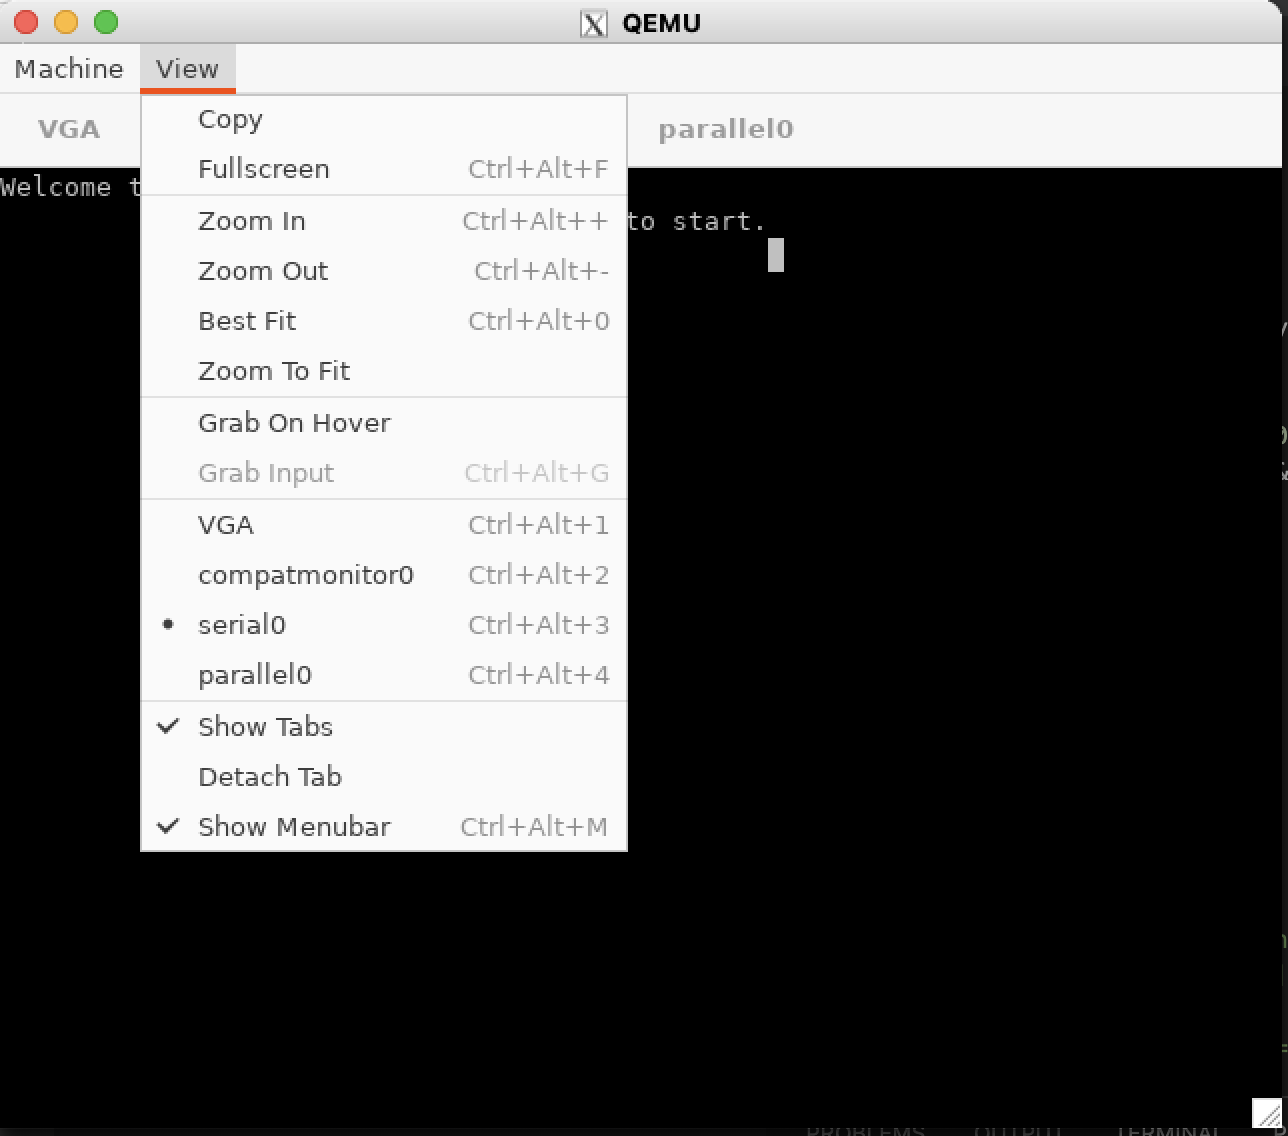 QEMU
Machine View
VGA parallel0
Copy
Fullscreen Ctrl+Alt+F
Zoom In Ctrl+Alt++
Zoom Out Ctrl+Alt+-
Best Fit Ctrl+Alt+0
Zoom To Fit
Grab On Hover
Grab Input Ctrl+Alt+G
VGA Ctrl+Alt+1
compatmonitor0 Ctrl+Alt+2
• serial0 Ctrl+Alt+3
parallel0 Ctrl+Alt+4
Show Tabs
Detach Tab
Show Menubar Ctrl+Alt+M
Welcome t
to start.
PROBLEMS OUTPUT TERMINAL